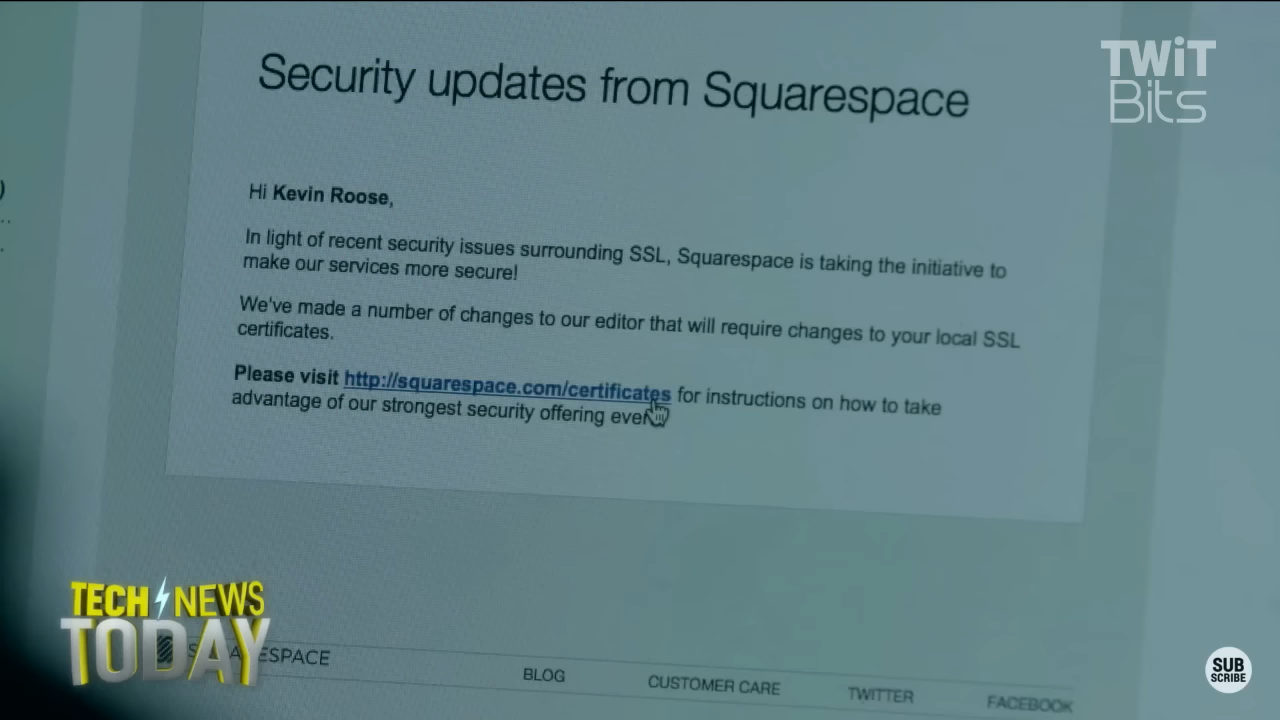 TWiT
Bits
Security updates from Squarespace
)
Hi Kevin Roose,
In light of recent security issues surrounding SSL, Squarespace is taking the initiative to
make our services more secure!
We've made a number of changes to our editor that will require changes to your local SSL
certificates.
Please visit http://squarespace.com/certificates for instructions on how to take
advantage of our strongest security offering ever
TECH NEWS
TODAY
BLOG
CUSTOMER CARE
TWITTER
FACEBOOK
SUB
SCRIBE